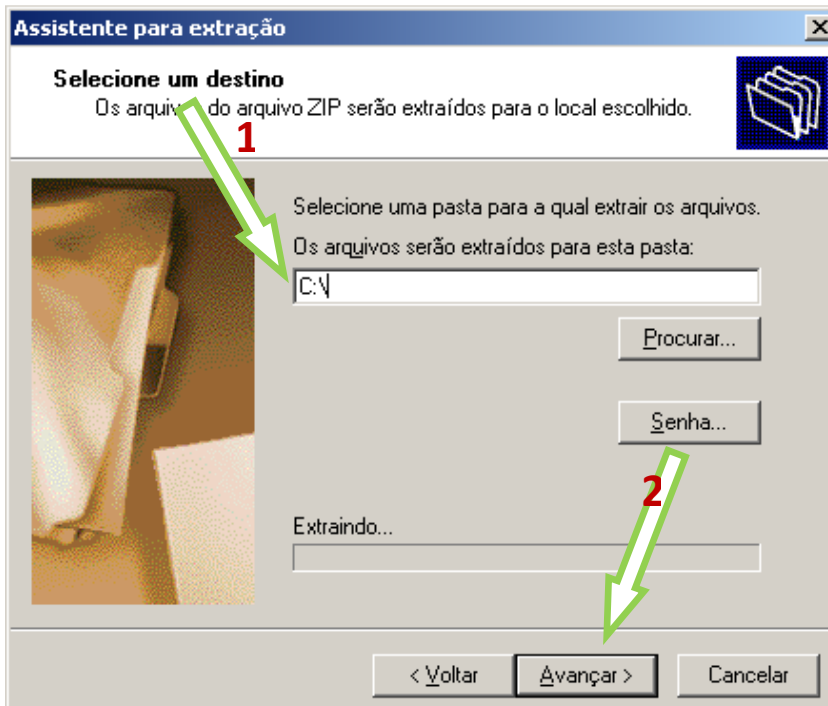 Assistente para extração
Selecione um destino
Os arquivos do arquivo ZIP serão extraídos para o local escolhido.
1
Selecione uma pasta para a qual extrair os arquivos.
Os arquivos serão extraídos para esta pasta:
C:\
Procurar...
Senha...
2
Extraindo...
< Voltar
Avançar >
Cancelar